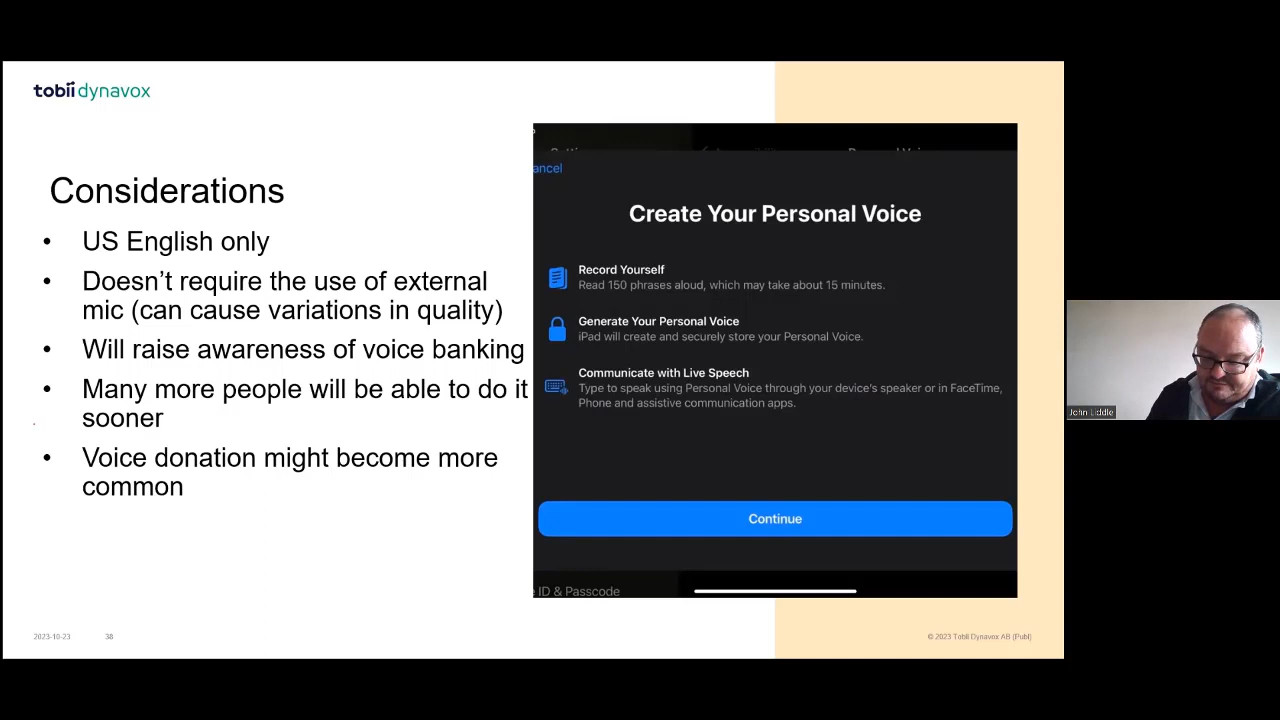 tobii dynavox
Considerations
• US English only
• Doesn't require the use of external
mic (can cause variations in quality)
• Will raise awareness of voice banking
• Many more people will be able to do it
sooner
• Voice donation might become more
common
ancel
Create Your Personal Voice
Record Yourself
Read 150 phrases aloud, which may take about 15 minutes.
Generate Your Personal Voice
iPad will create and securely store your Personal Voice.
Communicate with Live Speech
Type to speak using Personal Voice through your device's speaker or in FaceTime,
Phone and assistive communication apps.
Continue
ID & Passcode
John Liddle
2023-10-23
38
© 2023 Tobii Dynavox AB (Publ)